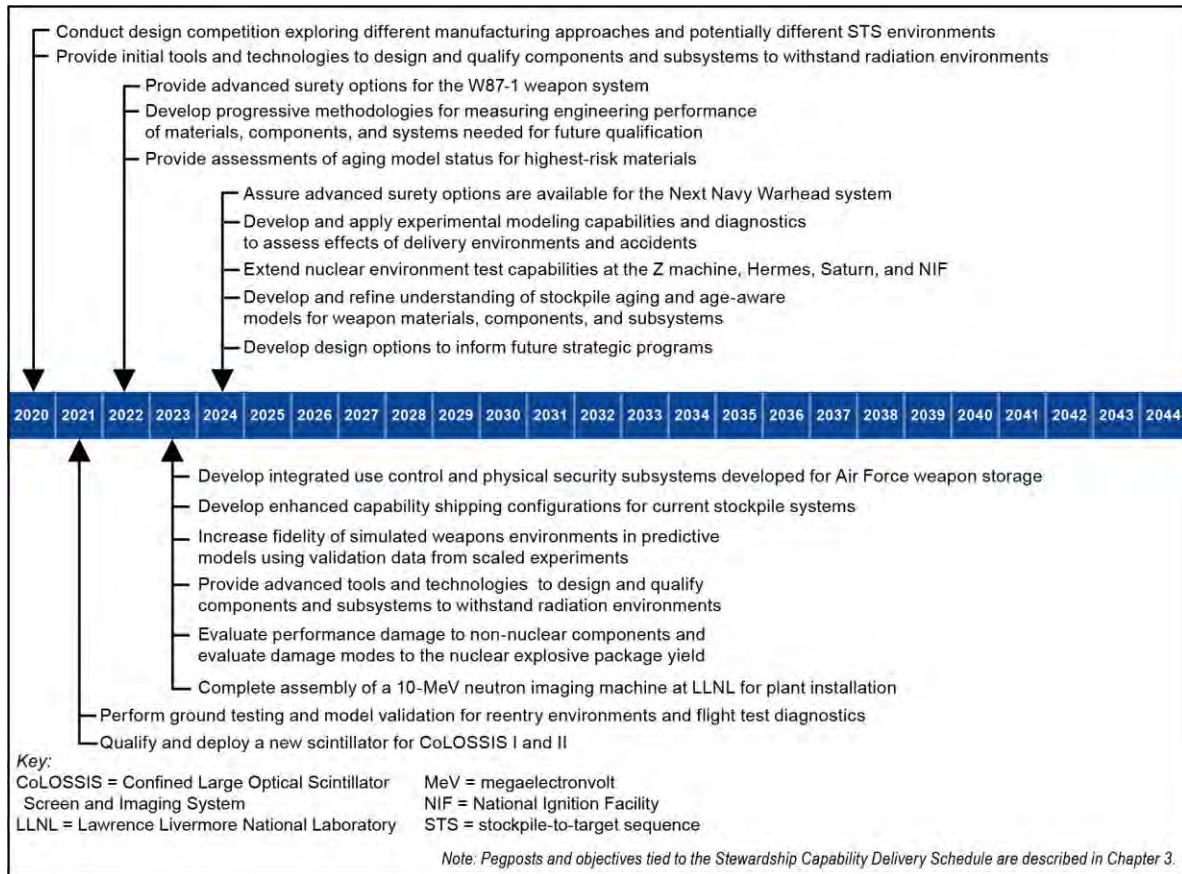 Conduct design competition exploring different manufacturing approaches and potentially different STS environments
Provide initial tools and technologies to design and qualify components and subsystems to withstand radiation environments
Provide advanced surety options for the W87-1 weapon system
Develop progressive methodologies for measuring engineering performance
of materials, components, and systems needed for future qualification
Provide assessments of aging model status for highest-risk materials
Assure advanced surety options are available for the Next Navy Warhead system
Develop and apply experimental modeling capabilities and diagnostics
to assess effects of delivery environments and accidents
Extend nuclear environment test capabilities at the Z machine, Hermes, Saturn, and NIF
Develop and refine understanding of stockpile aging and age-aware
models for weapon materials, components, and subsystems
Develop design options to inform future strategic programs
2020 2021 2022 2023 2024 2025 2026 2027 2028 2029 2030 2031 2032 2033 2034 2035 2036 2037 2038 2039 2040 2041 2042 2043 2044
Develop integrated use control and physical security subsystems developed for Air Force weapon storage
Develop enhanced capability shipping configurations for current stockpile systems
Increase fidelity of simulated weapons environments in predictive
models using validation data from scaled experiments
Provide advanced tools and technologies to design and qualify
components and subsystems to withstand radiation environments
Evaluate performance damage to non-nuclear components and
evaluate damage modes to the nuclear explosive package yield
Complete assembly of a 10-MeV neutron imaging machine at LLNL for plant installation
Perform ground testing and model validation for reentry environments and flight test diagnostics
Qualify and deploy a new scintillator for CoLOSSIS I and II
Key:
CoLOSSIS = Confined Large Optical Scintillator
Screen and Imaging System
LLNL = Lawrence Livermore National Laboratory
MeV = megaelectronvolt
NIF = National Ignition Facility
STS = stockpile-to-target sequence
Note: Pegposts and objectives tied to the Stewardship Capability Delivery Schedule are described in Chapter 3.